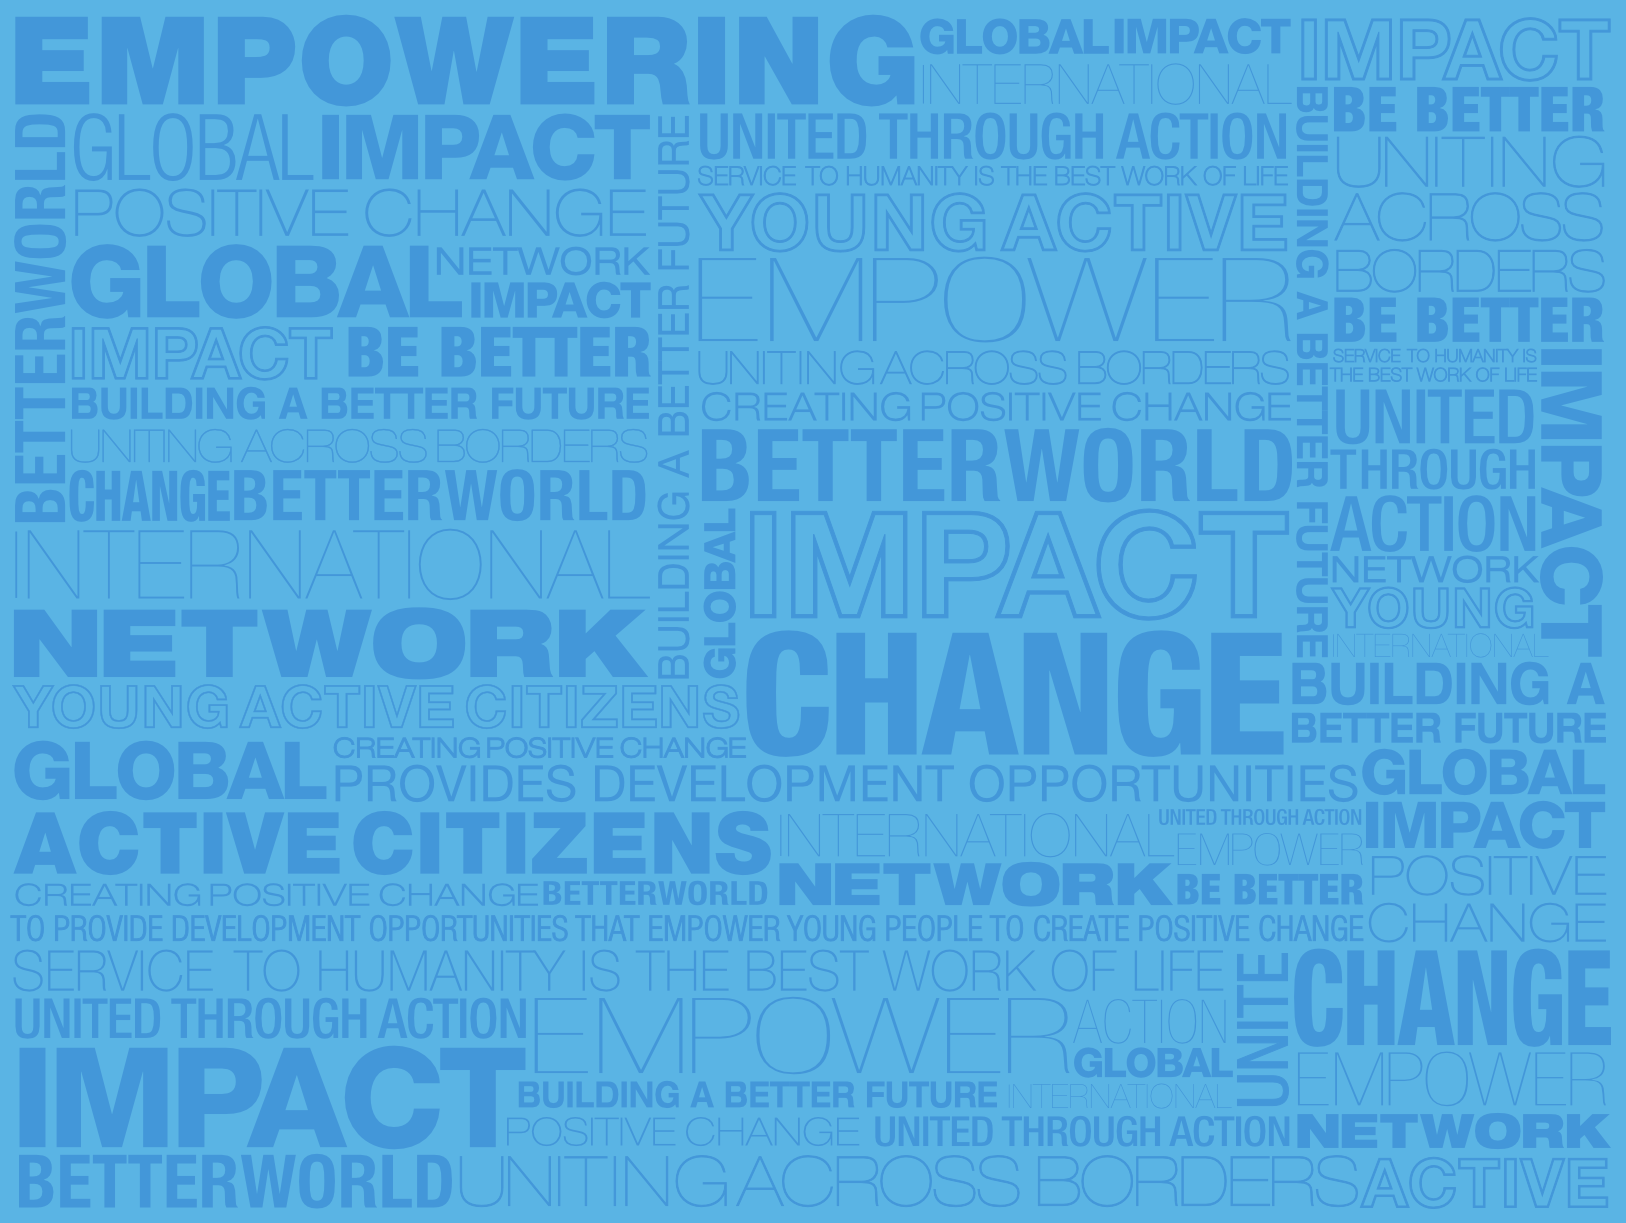 EMPOWERING
GLOBAL IMPACT
INTERNATIONAL
IMPACT
BETTERWORLD
GLOBAL IMPACT
POSITIVE CHANGE
GLOBAL
NETWORK
IMPACT
IMPACT BE BETTER
BUILDING A BETTER FUTURE
UNITING ACROSS BORDERS
CHANGE BETTERWORLD
INTERNATIONAL
NETWORK
YOUNG ACTIVE CITIZENS
BUILDING A BETTER FUTURE
UNITED THROUGH ACTION
SERVICE TO HUMANITY IS THE BEST WORK OF LIFE
YOUNG ACTIVE
EMPOWER
UNITING ACROSS BORDERS
CREATING POSITIVE CHANGE
BETTERWORLD
GLOBAL
IMPACT
CHANGE
BUILDING A BETTER FUTURE
BE BETTER
UNITING
ACROSS
BORDERS
BE BETTER
SERVICE TO HUMANITY IS
THE BEST WORK OF LIFE
UNITED
THROUGH
ACTION
NETWORK
YOUNG
INTERNATIONAL
IMPACT
BUILDING A
BETTER FUTURE
GLOBAL
CREATING POSITIVE CHANGE
PROVIDES DEVELOPMENT OPPORTUNITIES
GLOBAL
IMPACT
ACTIVE CITIZENS
INTERNATIONAL
UNITED THROUGH ACTION
EMPOWER
CREATING POSITIVE CHANGE BETTERWORLD
NETWORK
BE BETTER
POSITIVE
CHANGE
TO PROVIDE DEVELOPMENT OPPORTUNITIES THAT EMPOWER YOUNG PEOPLE TO CREATE POSITIVE CHANGE
SERVICE TO HUMANITY IS THE BEST WORK OF LIFE
UNITE
CHANGE
UNITED THROUGH ACTION
EMPOWER
ACTION
GLOBAL
EMPOWER
IMPACT
BUILDING A BETTER FUTURE
INTERNATIONAL
POSITIVE CHANGE
UNITED THROUGH ACTION
NETWORK
BETTERWORLD
UNITING ACROSS BORDERS
ACTIVE